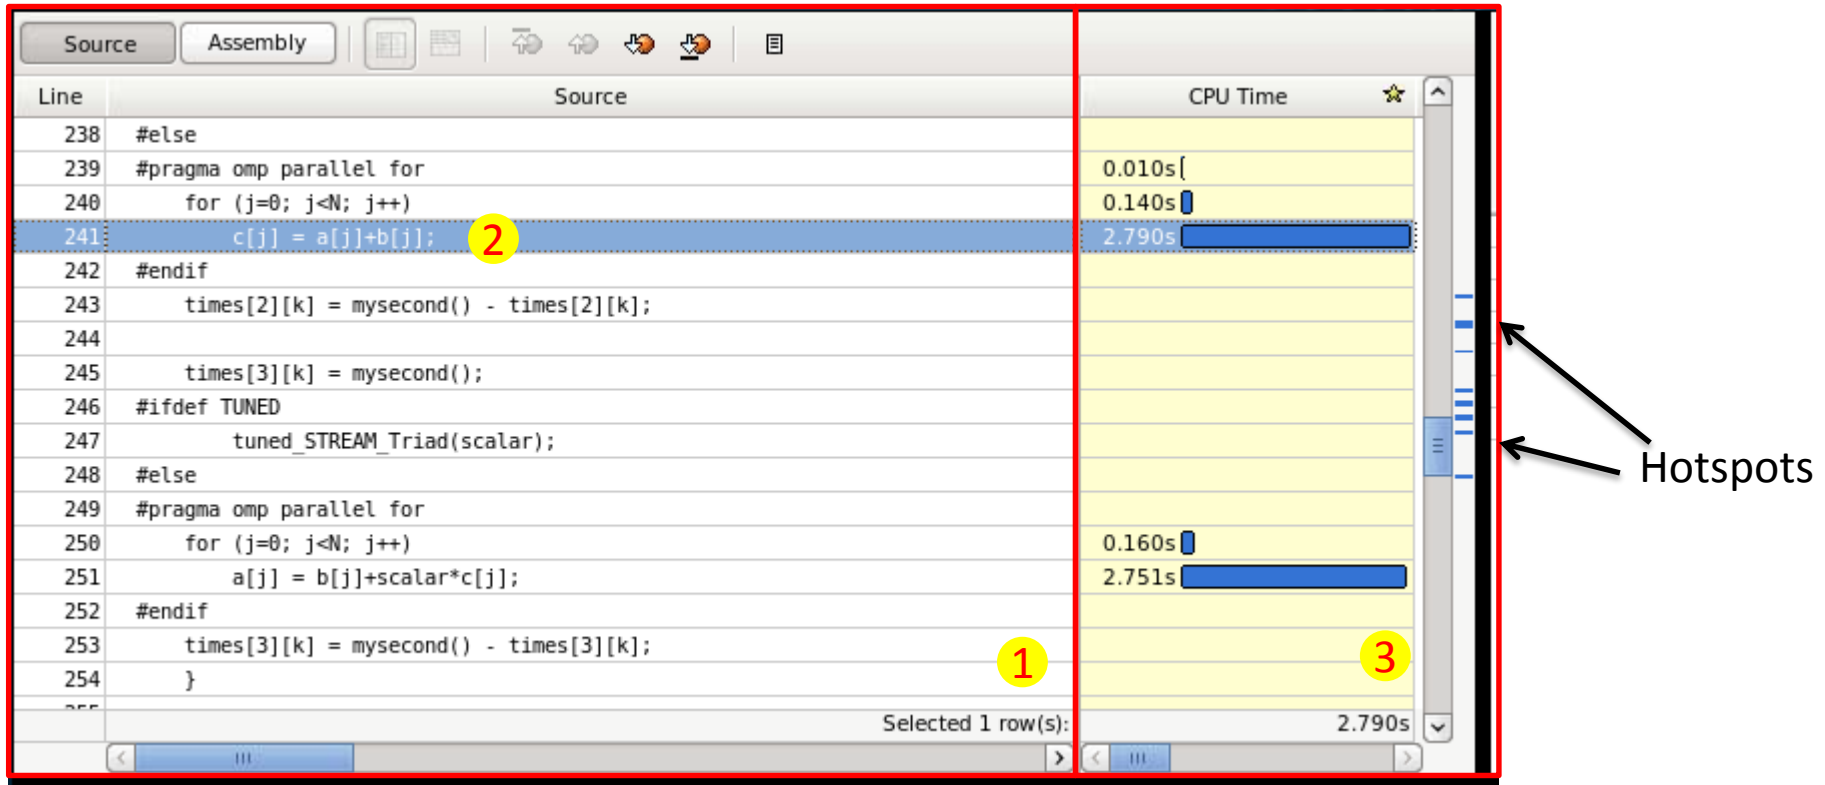 Source Assembly
Line Source CPU Time
238 #else
239 #pragma omp parallel for 0.010s
240 for (j=0; j<N; j++) 0.140s
241 c[j] = a[j]+b[j]; 2 2.790s
242 #endif
243 times[2][k] = mysecond() - times[2][k];
244
245 times[3][k] = mysecond();
246 #ifdef TUNED
247 tuned_STREAM_Triad(scalar);
Hotspots
248 #else
249 #pragma omp parallel for
250 for (j=0; j<N; j++) 0.160s
251 a[j] = b[j]+scalar*c[j]; 2.751s
252 #endif
253 times[3][k] = mysecond() - times[3][k]; 1 3
254 }
255
Selected 1 row(s): 2.790s